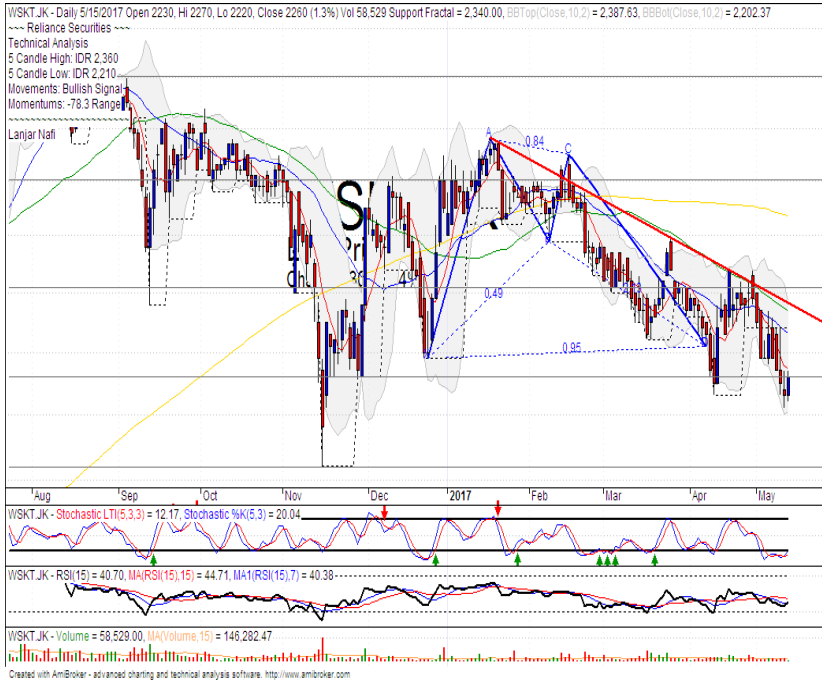 WSKT.JK - Daily 5/15/2017 Open 2230, Hi 2270, Lo 2220, Close 2260 (1.3%) Vol 58,529 Support Fractal = 2,340.00, BBTop(Close,10,2) = 2,387.63, BBBot(Close,10,2) = 2,202.37
~~~ Reliance Securities ~~~
Technical Analysis
5 Candle High: IDR 2,360
5 Candle Low: IDR 2,210
Movements: Bullish Signal
Momentums: -78.3 Range
Lanjar Nafi
A
0.84
C
0.49
0.95
Aug Sep Oct Nov Dec 2017 Feb Mar Apr May
WSKT.JK - Stochastic LTI(5,3,3) = 12.17, Stochastic %K(5,3) = 20.04
WSKT.JK - RSI(15) = 40.70, MA(RSI(15),15) = 44.71, MA1(RSI(15),7) = 40.38
WSKT.JK - Volume = 58,529.00, MA(Volume,15) = 146,282.47
Created with AmiBroker - advanced charting and technical analysis software. http://www.amibroker.com